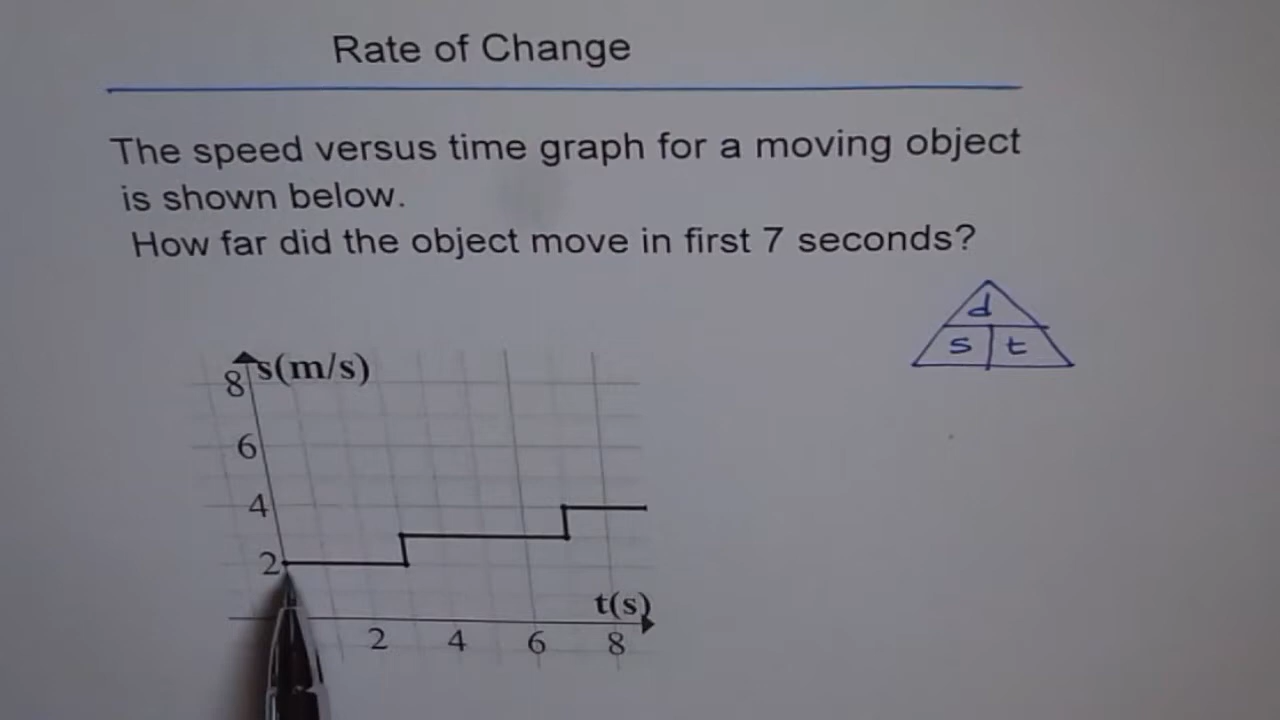 Rate of Change
The speed versus time graph for a moving object
is shown below.
How far did the object move in first 7 seconds?
d
s t
8 s(m/s)
6
4
2
t(s)
2 4 6 8